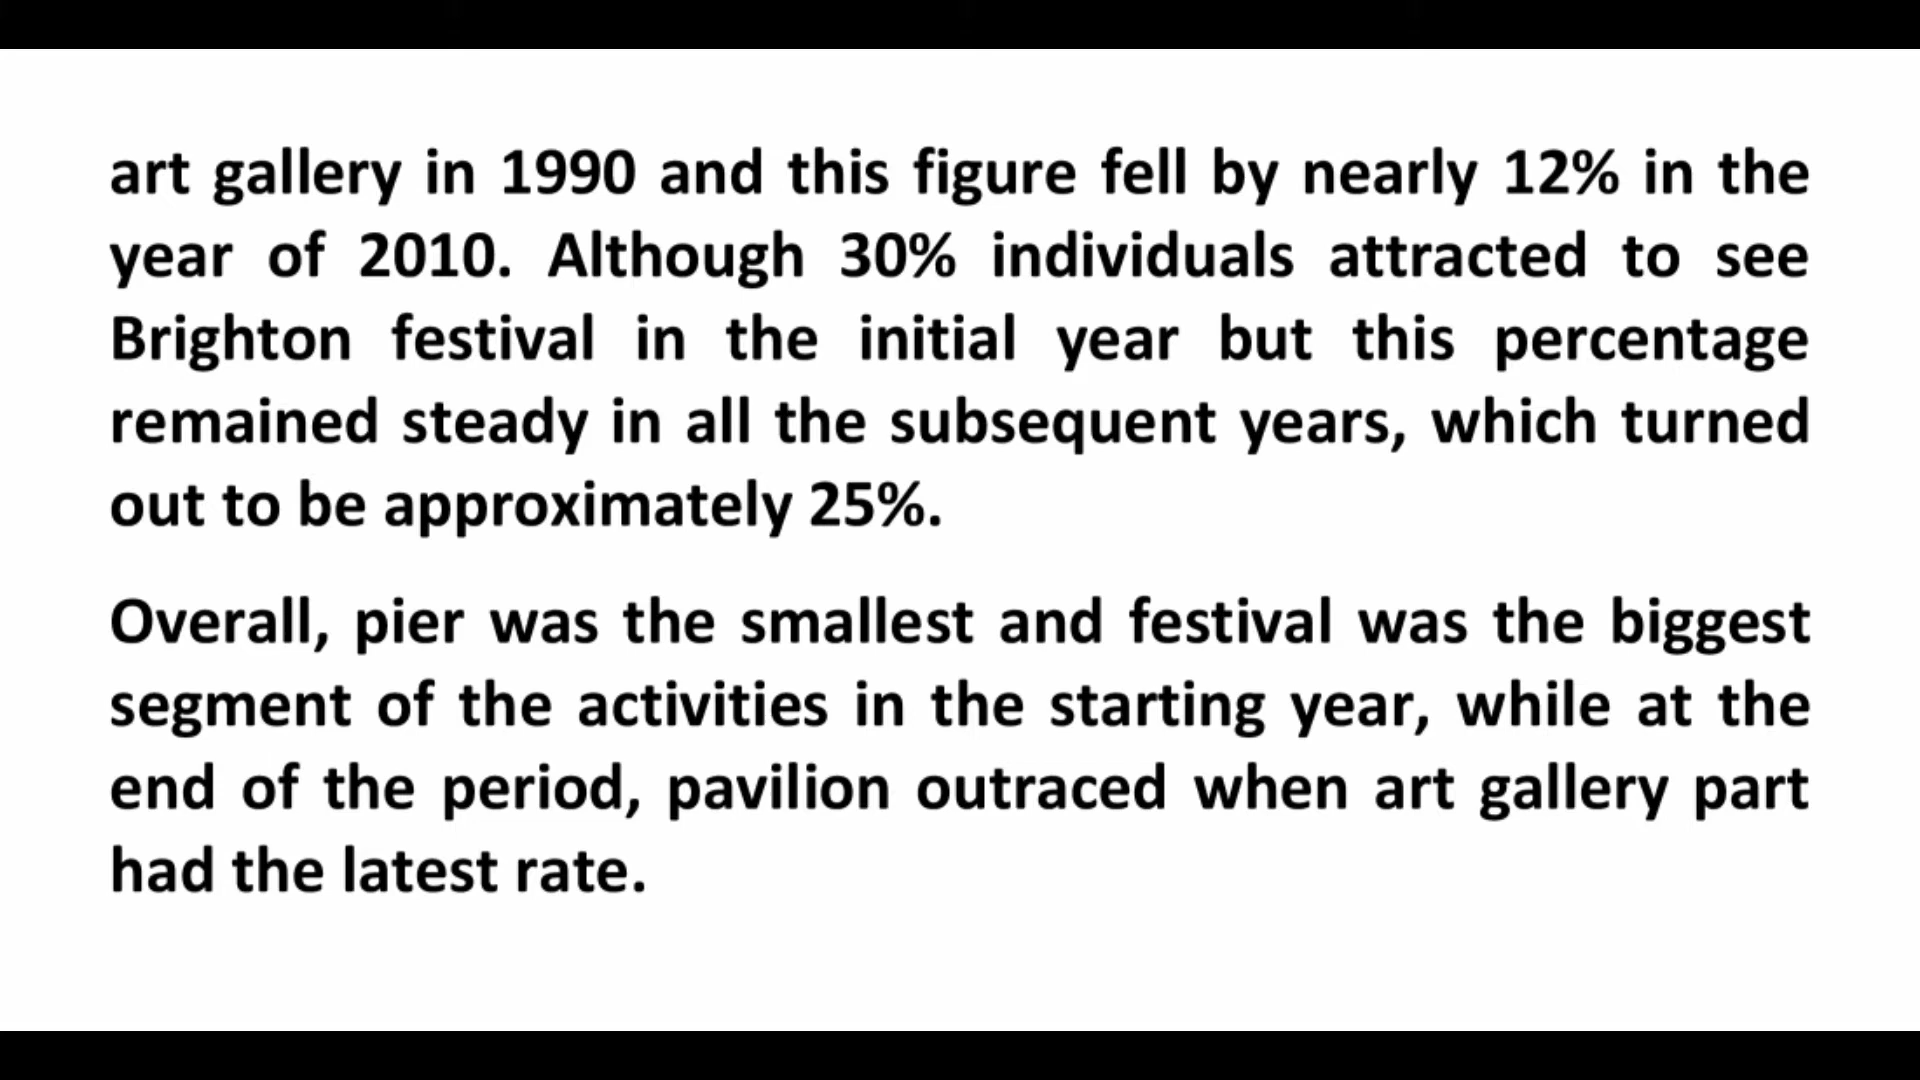 art gallery in 1990 and this figure fell by nearly 12% in the
year of 2010. Although 30% individuals attracted to see
Brighton festival in the initial year but this percentage
remained steady in all the subsequent years, which turned
out to be approximately 25%.
Overall, pier was the smallest and festival was the biggest
segment of the activities in the starting year, while at the
end of the period, pavilion outraced when art gallery part
had the latest rate.